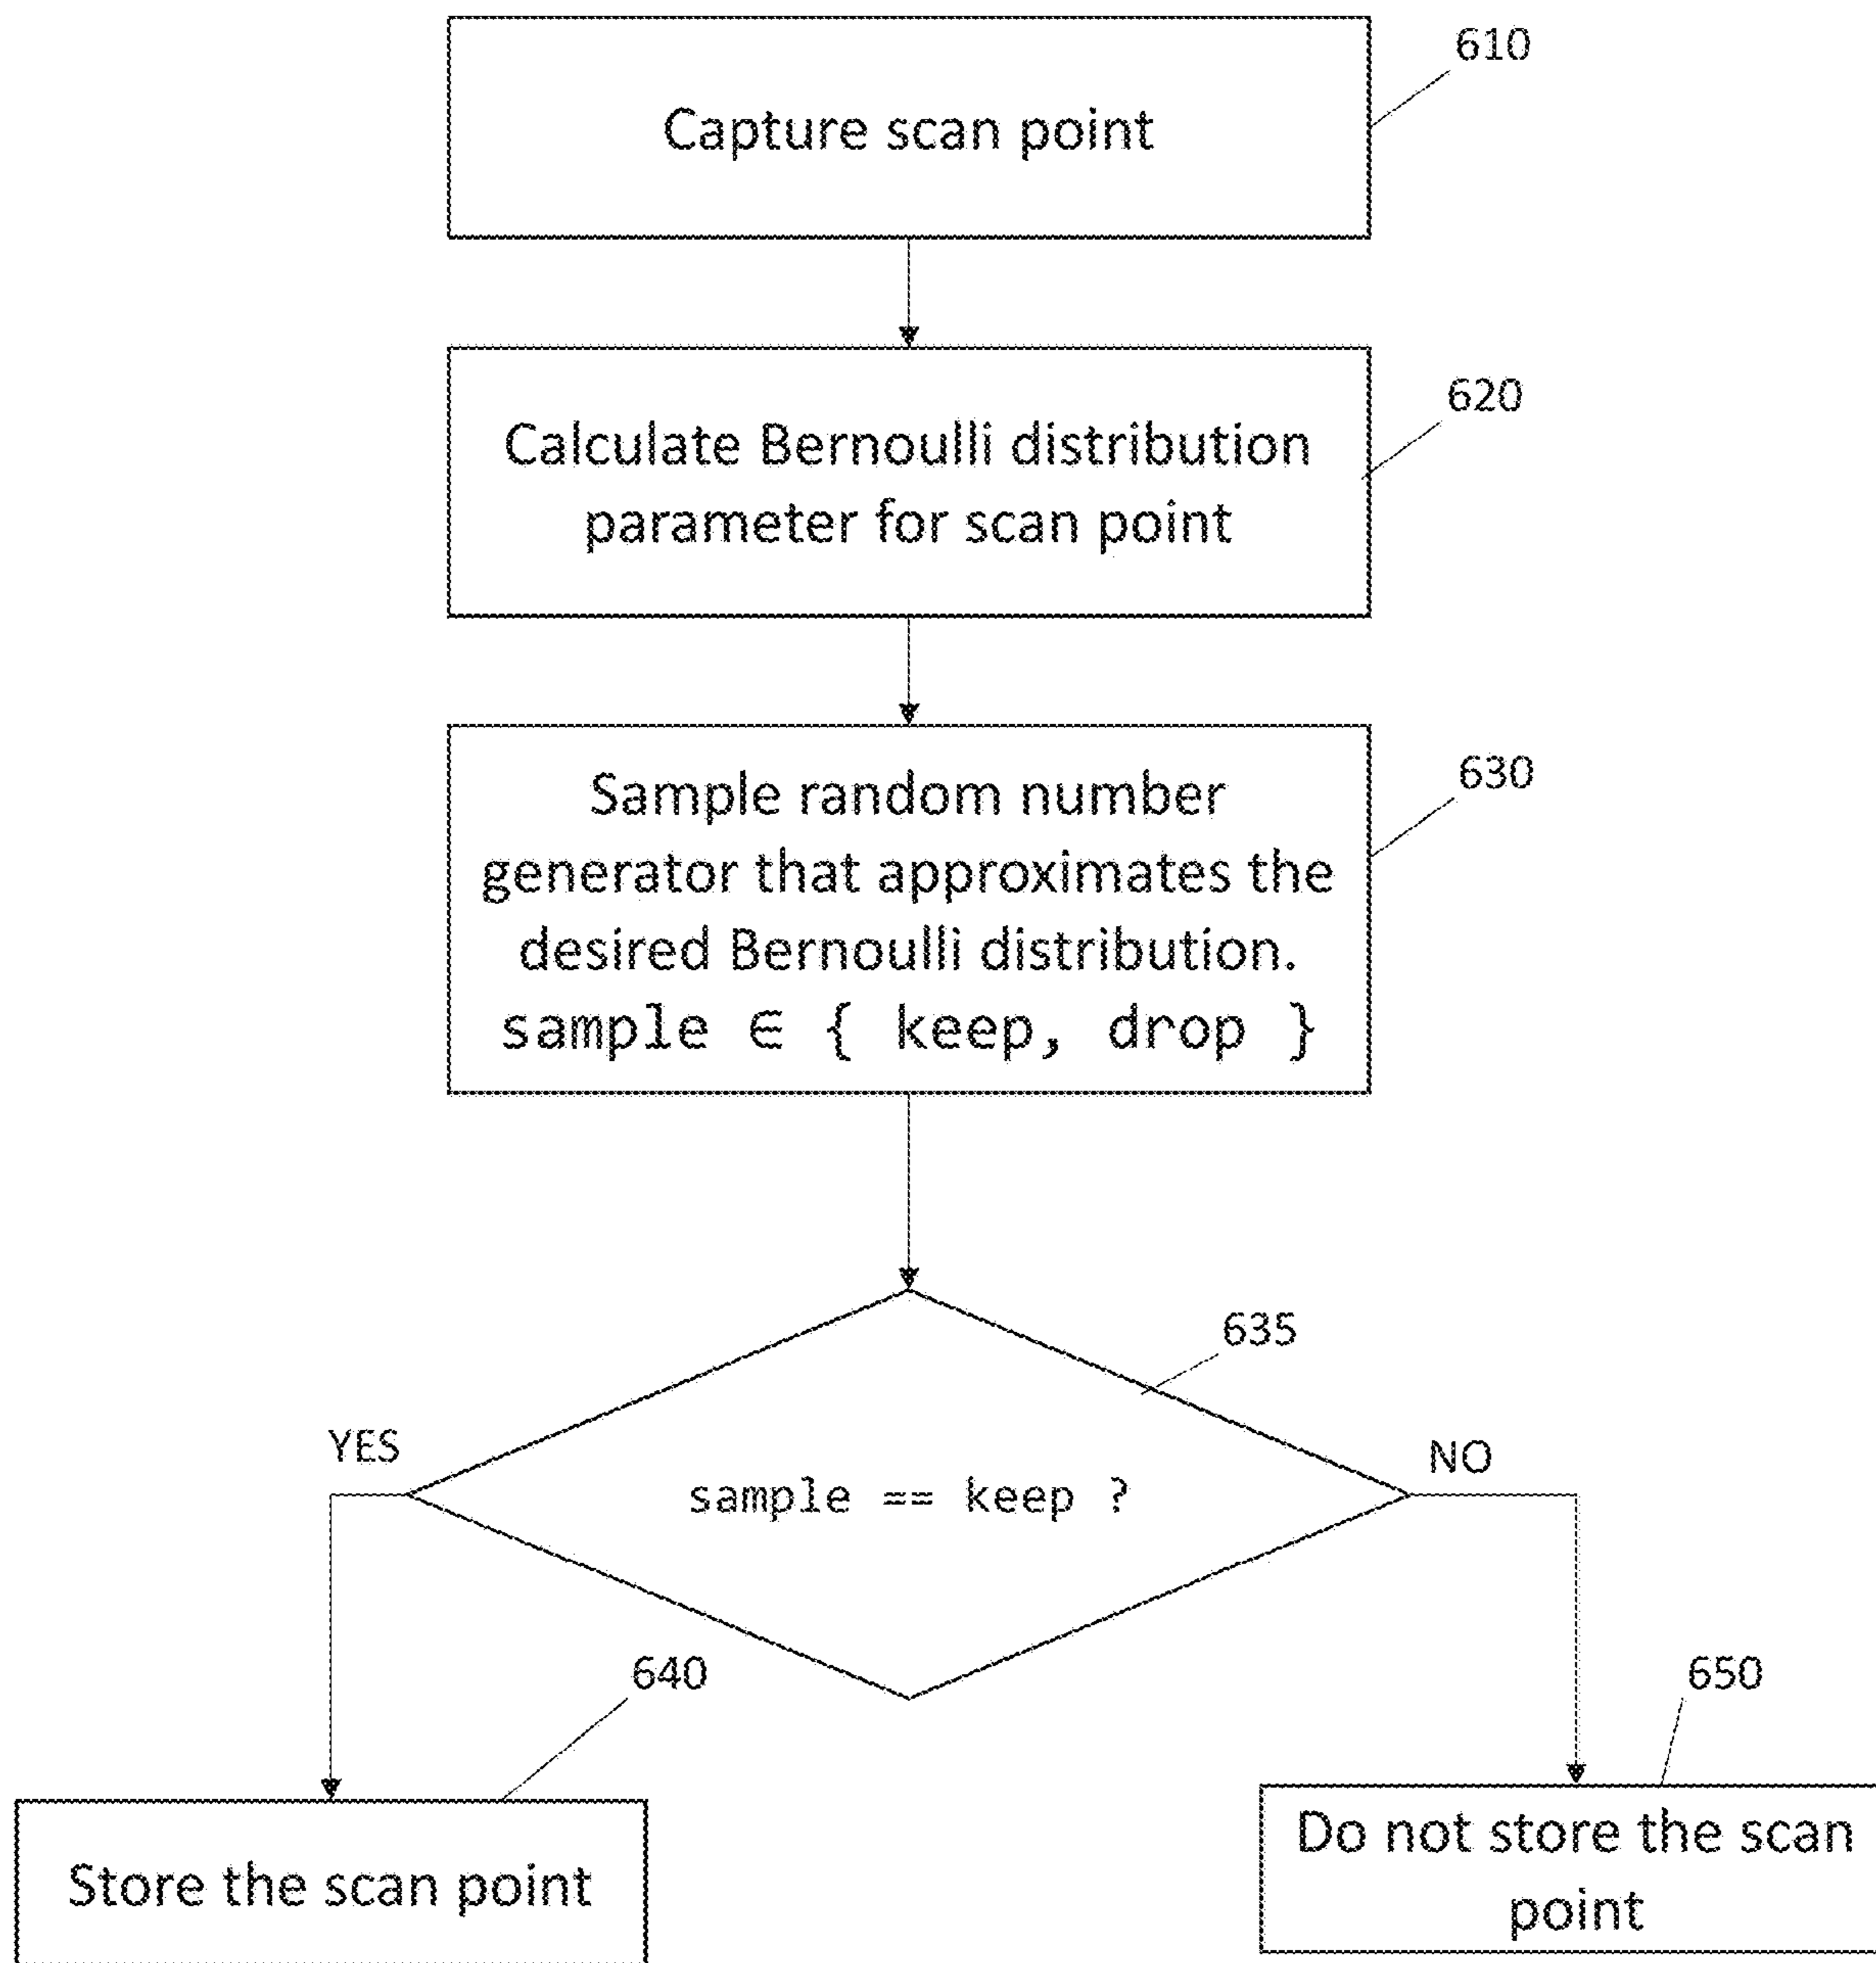 610
Capture scan point
620
Calculate Bernoulli distribution
parameter for scan point
630
Sample random number
generator that approximates the
desired Bernoulli distribution.
sample ∈ { keep, drop }
635
YES
NO
sample == keep ?
640
650
Store the scan point
Do not store the scan
point